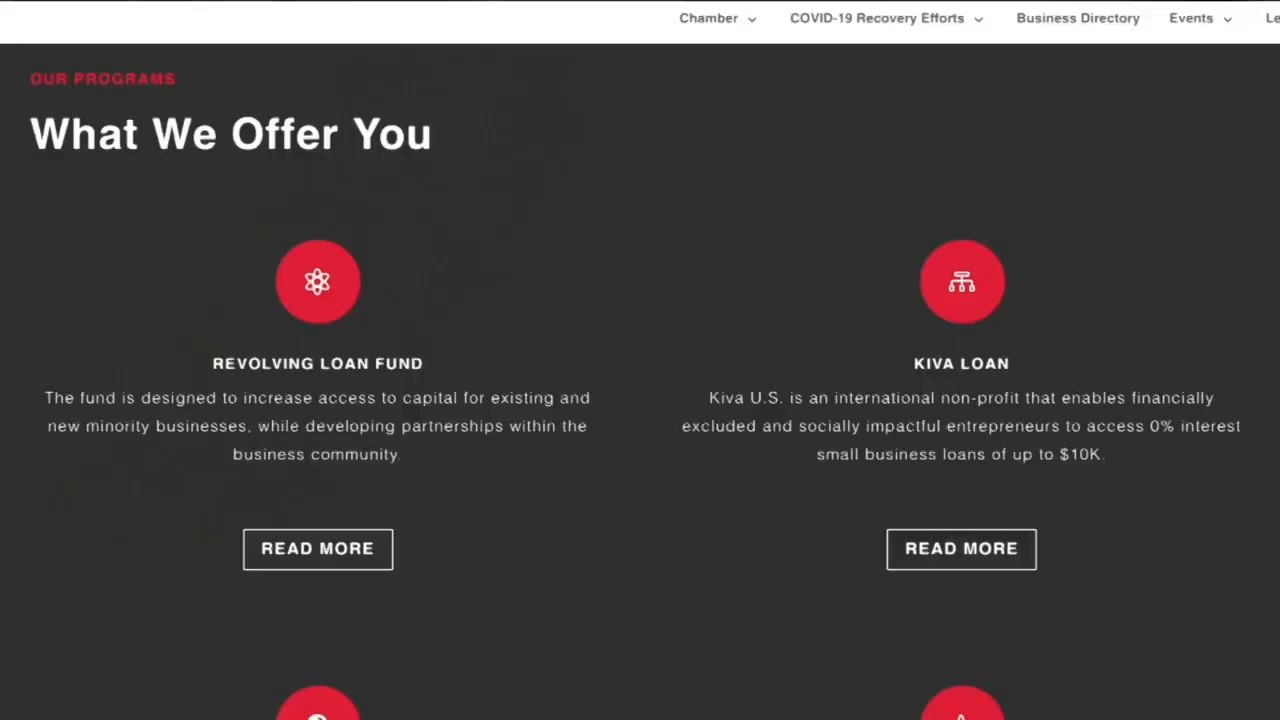 Chamber COVID-19 Recovery Efforts Business Directory Events
OUR PROGRAMS
What We Offer You
REVOLVING LOAN FUND
The fund is designed to increase access to capital for existing and
new minority businesses, while developing partnerships within the
business community.
READ MORE
KIVA LOAN
Kiva U.S. is an international non-profit that enables financially
excluded and socially impactful entrepreneurs to access 0% interest
small business loans of up to $10K.
READ MORE